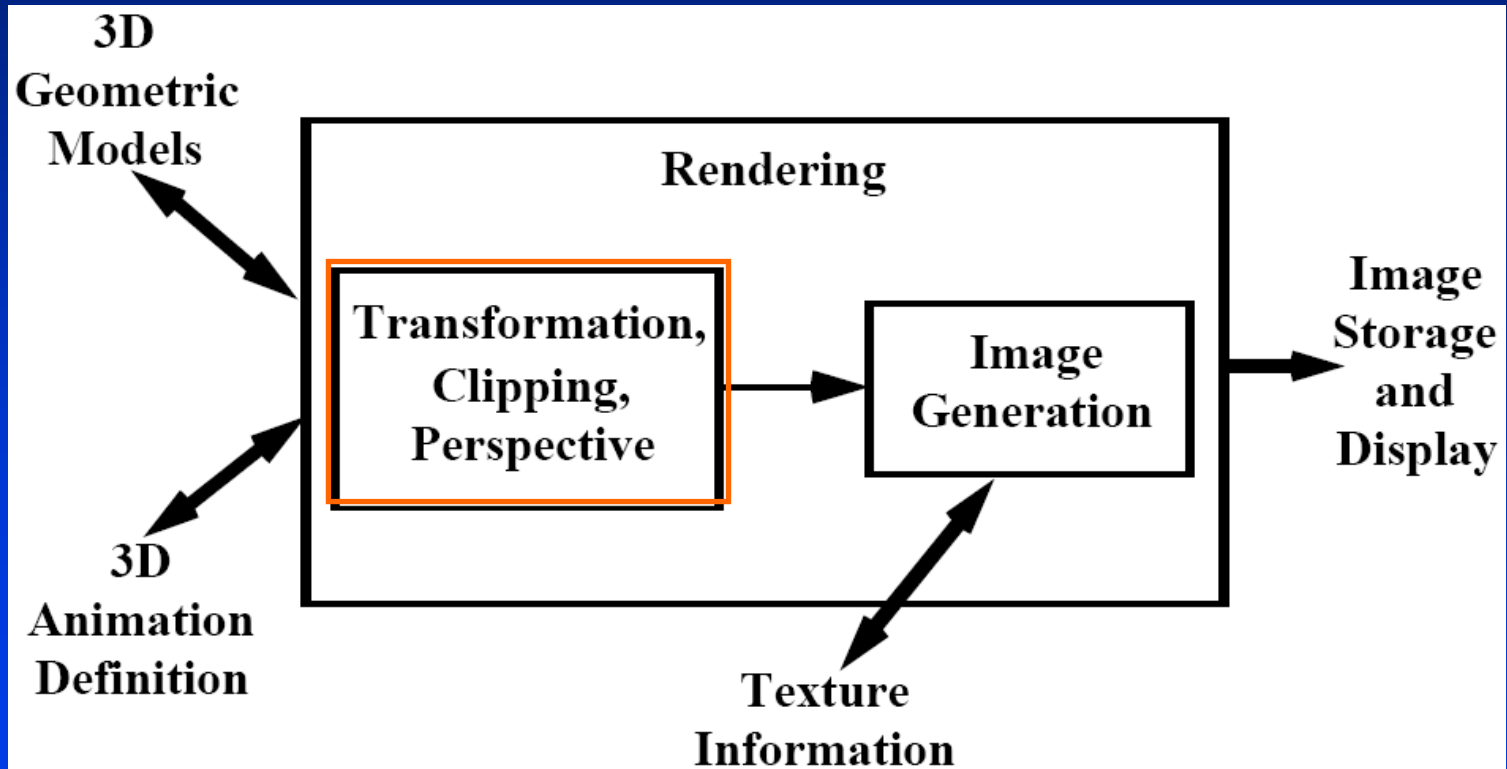 3D
Geometric
Models
Rendering
Transformation,
Clipping,
Perspective
Image
Generation
Image
Storage
and
Display
3D
Animation
Definition
Texture
Information